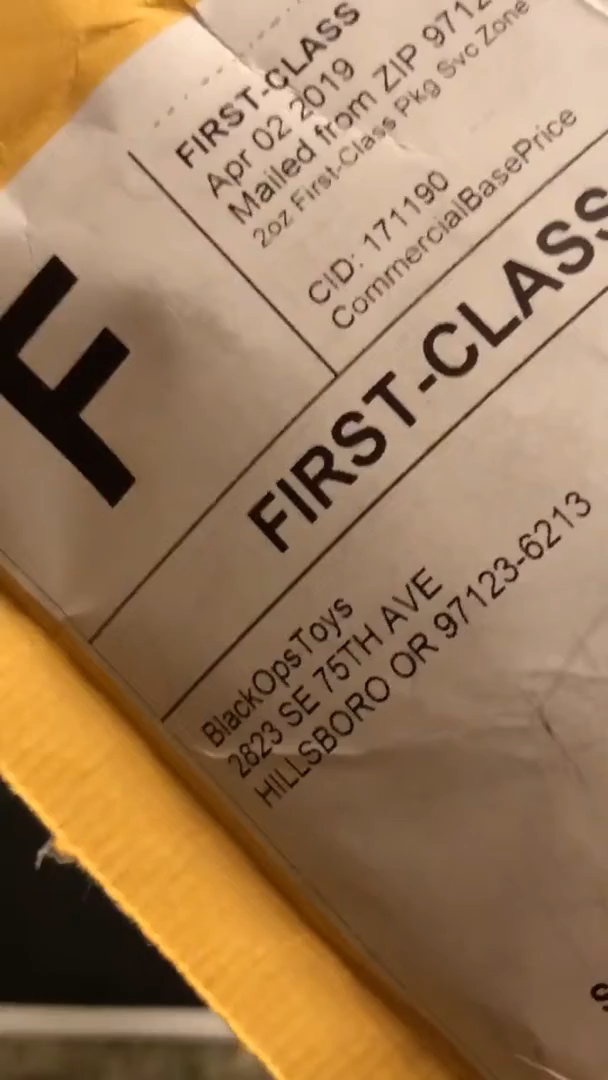 FIRST-CLASS
Apr 02 2019
Mailed from ZIP 9712
2oz First-Class Pkg Svc Zone
CID: 171190
CommercialBasePrice
F
FIRST-CLASS
BlackOpsToys
2823 SE 75TH AVE
HILLSBORO OR 97123-6213
S